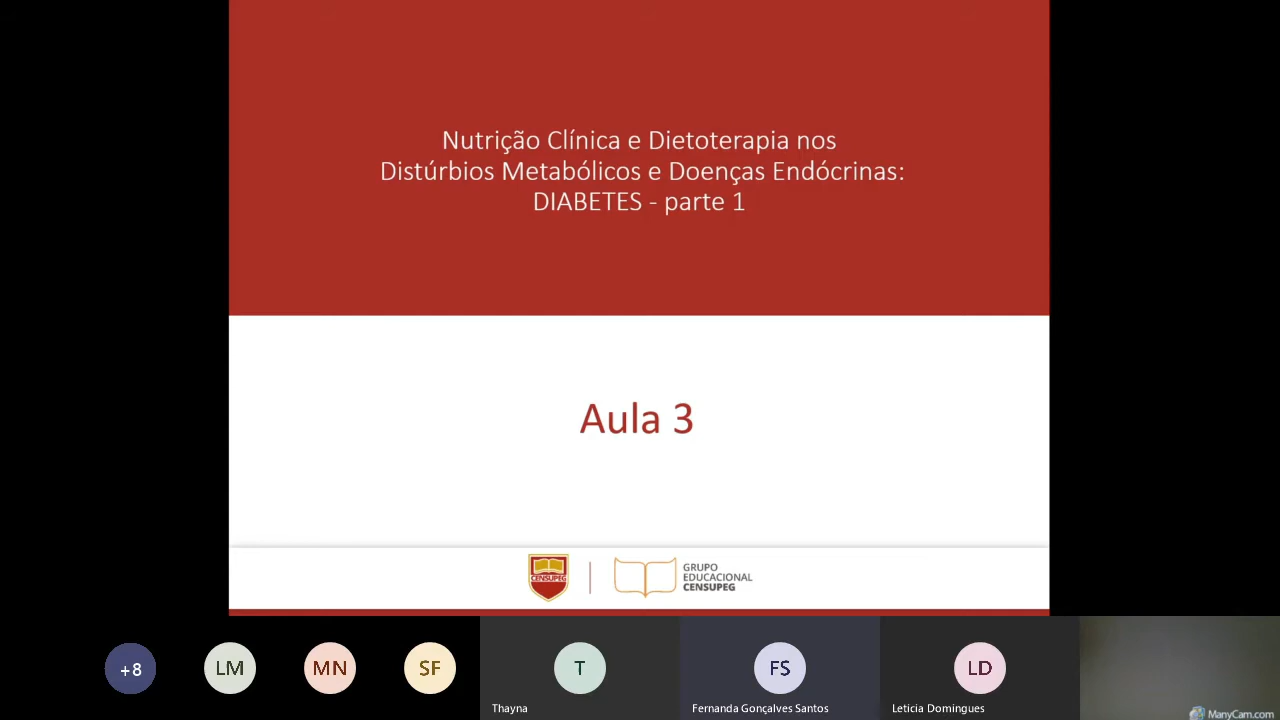 Nutrição Clínica e Dietoterapia nos
Distúrbios Metabólicos e Doenças Endócrinas:
DIABETES - parte 1
Aula 3
CENSUPEG
GRUPO
EDUCACIONAL
CENSUPEG
+8
LM
MN
SF
T
FS
LD
Thayna
Fernanda Gonçalves Santos
Leticia Domingues
ManyCam.com